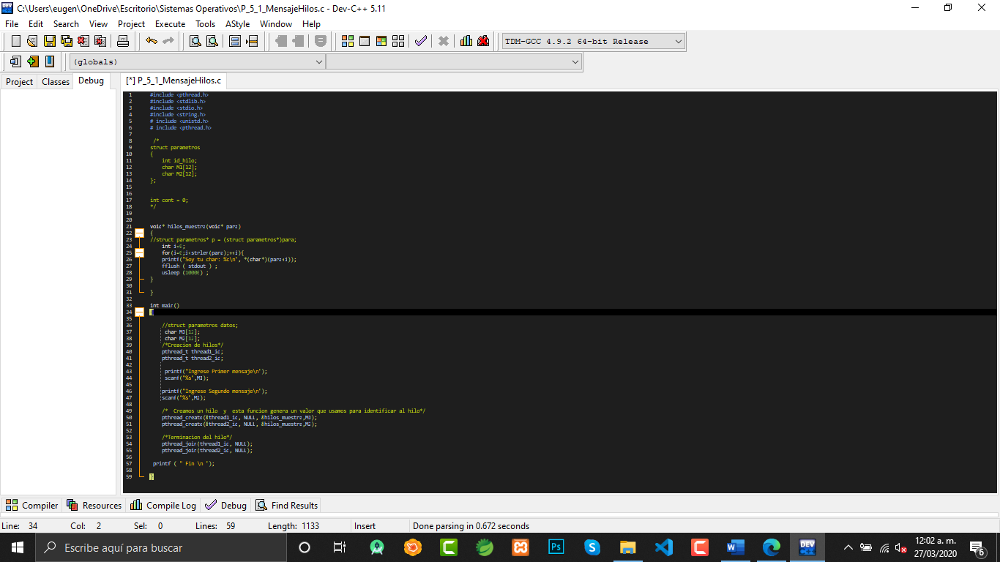 C:\Users\eugen\OneDrive\Escritorio\Sistemas Operativos\P_5_1_MensajeHilos.c - Dev-C++ 5.11
File Edit Search View Project Execute Tools AStyle Window Help
TDM-GCC 4.9.2 64-bit Release
(globals)
Project Classes Debug [*] P_5_1_MensajeHilos.c
1 #include <pthread.h>
2 #include <stdlib.h>
3 #include <stdio.h>
4 #include <string.h>
5 # include <unistd.h>
6 # include <pthread.h>
7
8 /*
9 struct parametros
10 {
11 int id_hilo;
12 char M1[12];
13 char M2[12];
14 };
15
16
17 int cont = 0;
18 */
19
20
21 void* hilos_muestra(void* para)
22 {
23 //struct parametros* p = (struct parametros*)para;
24 int i=0;
25 for(i=0;i<strlen(para);++i){
26 printf("Soy tu char: %c\n", *(char*)(para+i));
27 fflush ( stdout ) ;
28 usleep (10000) ;
29 }
30
31 }
32
33 int main()
34 {
35
36 //struct parametros datos;
37 char M1[12];
38 char M2[12];
39 /*Creacion de hilos*/
40 pthread_t thread1_id;
41 pthread_t thread2_id;
42
43 printf("Ingrese Primer mensaje\n");
44 scanf("%s",M1);
45
46 printf("Ingrese Segundo mensaje\n");
47 scanf("%s",M2);
48
49 /* Creamos un hilo y esta funcion genera un valor que usamos para identificar al hilo*/
50 pthread_create(&thread1_id, NULL, &hilos_muestra,M1);
51 pthread_create(&thread2_id, NULL, &hilos_muestra,M2);
52
53 /*Terminacion del hilo*/
54 pthread_join(thread1_id, NULL);
55 pthread_join(thread2_id, NULL);
56
57 printf ( " Fin \n ");
58
59 }
Compiler Resources Compile Log Debug Find Results
Line: 34 Col: 2 Sel: 0 Lines: 59 Length: 1133 Insert Done parsing in 0.672 seconds
Escribe aquí para buscar
12:02 a. m.
27/03/2020
6